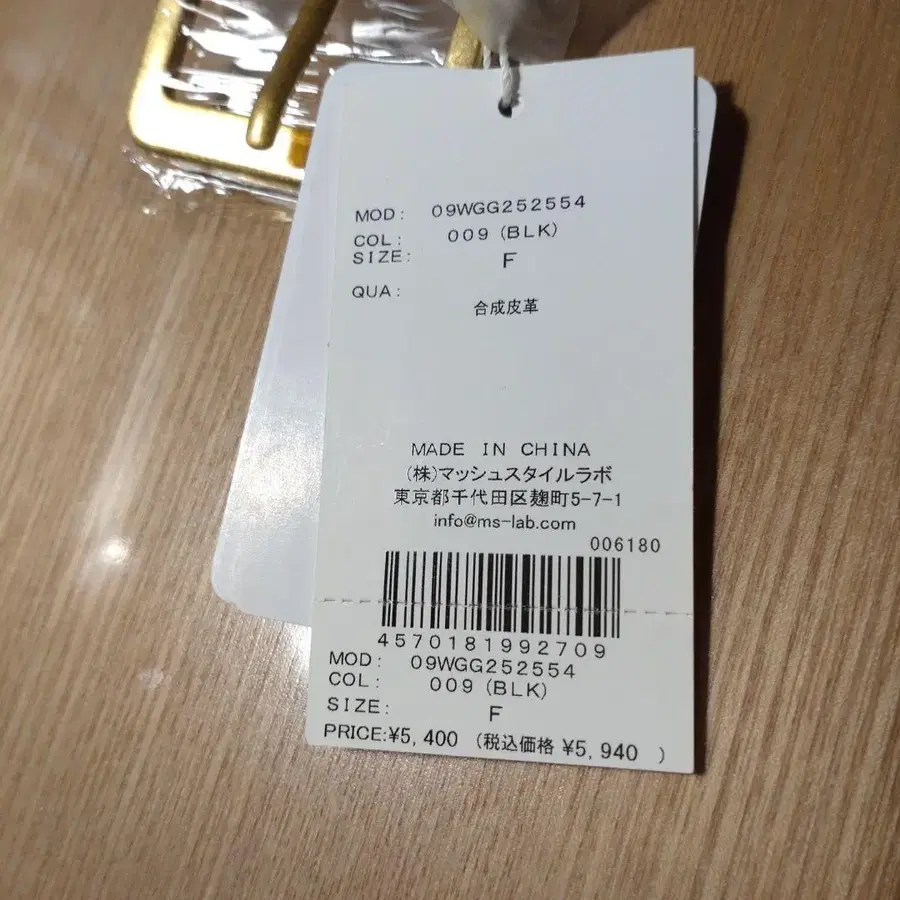 MOD: 09WGG252554
COL: 009 (BLK)
SIZE: F
QUA:
合成皮革
MADE IN CHINA
(株)マッシュスタイルラボ
東京都千代田区麹町5-7-1
info@ms-lab.com
006180
4570181992709
MOD: 09WGG252554
COL: 009 (BLK)
SIZE: F
PRICE:¥5,400 (税込価格 ¥5,940 )